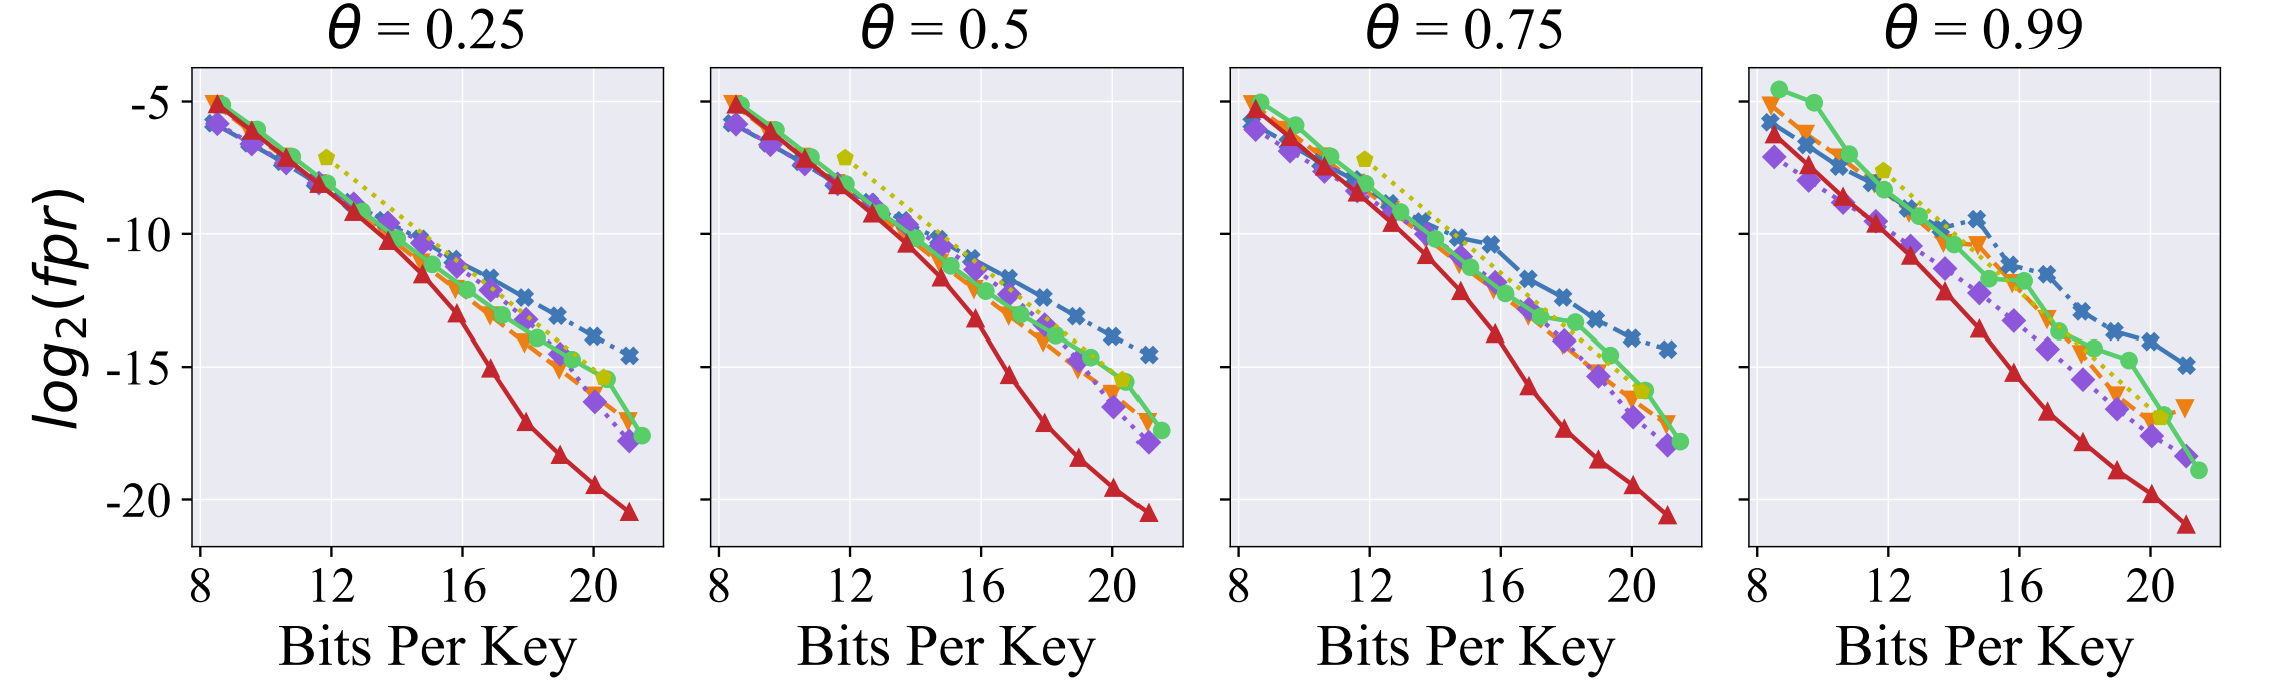 θ = 0.25 θ = 0.5 θ = 0.75 θ = 0.99
-5
-10
-15
-20
log₂(fpr)
8 12 16 20 8 12 16 20 8 12 16 20 8 12 16 20
Bits Per Key Bits Per Key Bits Per Key Bits Per Key